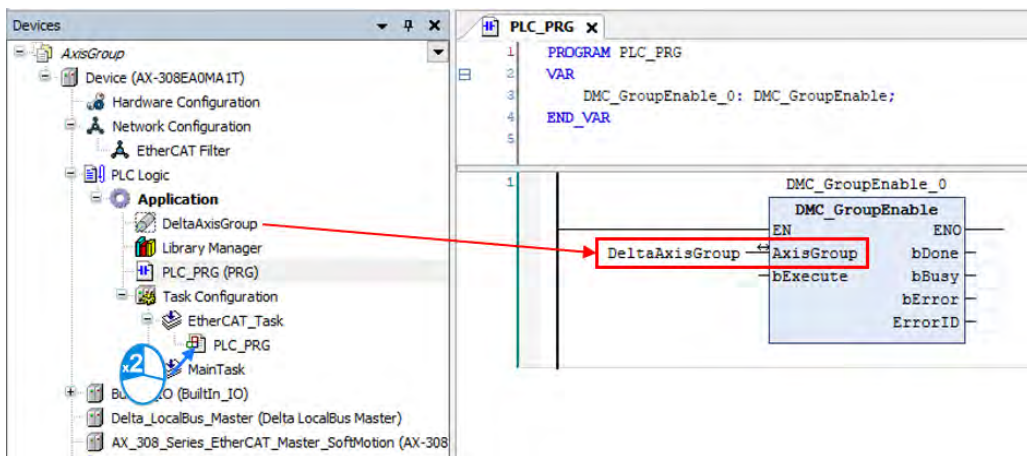 Devices
AxisGroup
Device (AX-308EA0MA1T)
Hardware Configuration
Network Configuration
EtherCAT Filter
PLC Logic
Application
DeltaAxisGroup
Library Manager
PLC_PRG (PRG)
Task Configuration
EtherCAT_Task
PLC_PRG
x2
MainTask
_IO (BuiltIn_IO)
Delta_LocalBus_Master (Delta LocalBus Master)
AX_308_Series_EtherCAT_Master_SoftMotion (AX-308
PLC_PRG X
1 PROGRAM PLC_PRG
2 VAR
3 DMC_GroupEnable_0: DMC_GroupEnable;
4 END_VAR
5
1
DMC_GroupEnable_0
DMC_GroupEnable
EN ENO
DeltaAxisGroup AxisGroup bDone
bExecute bBusy
bError
ErrorID